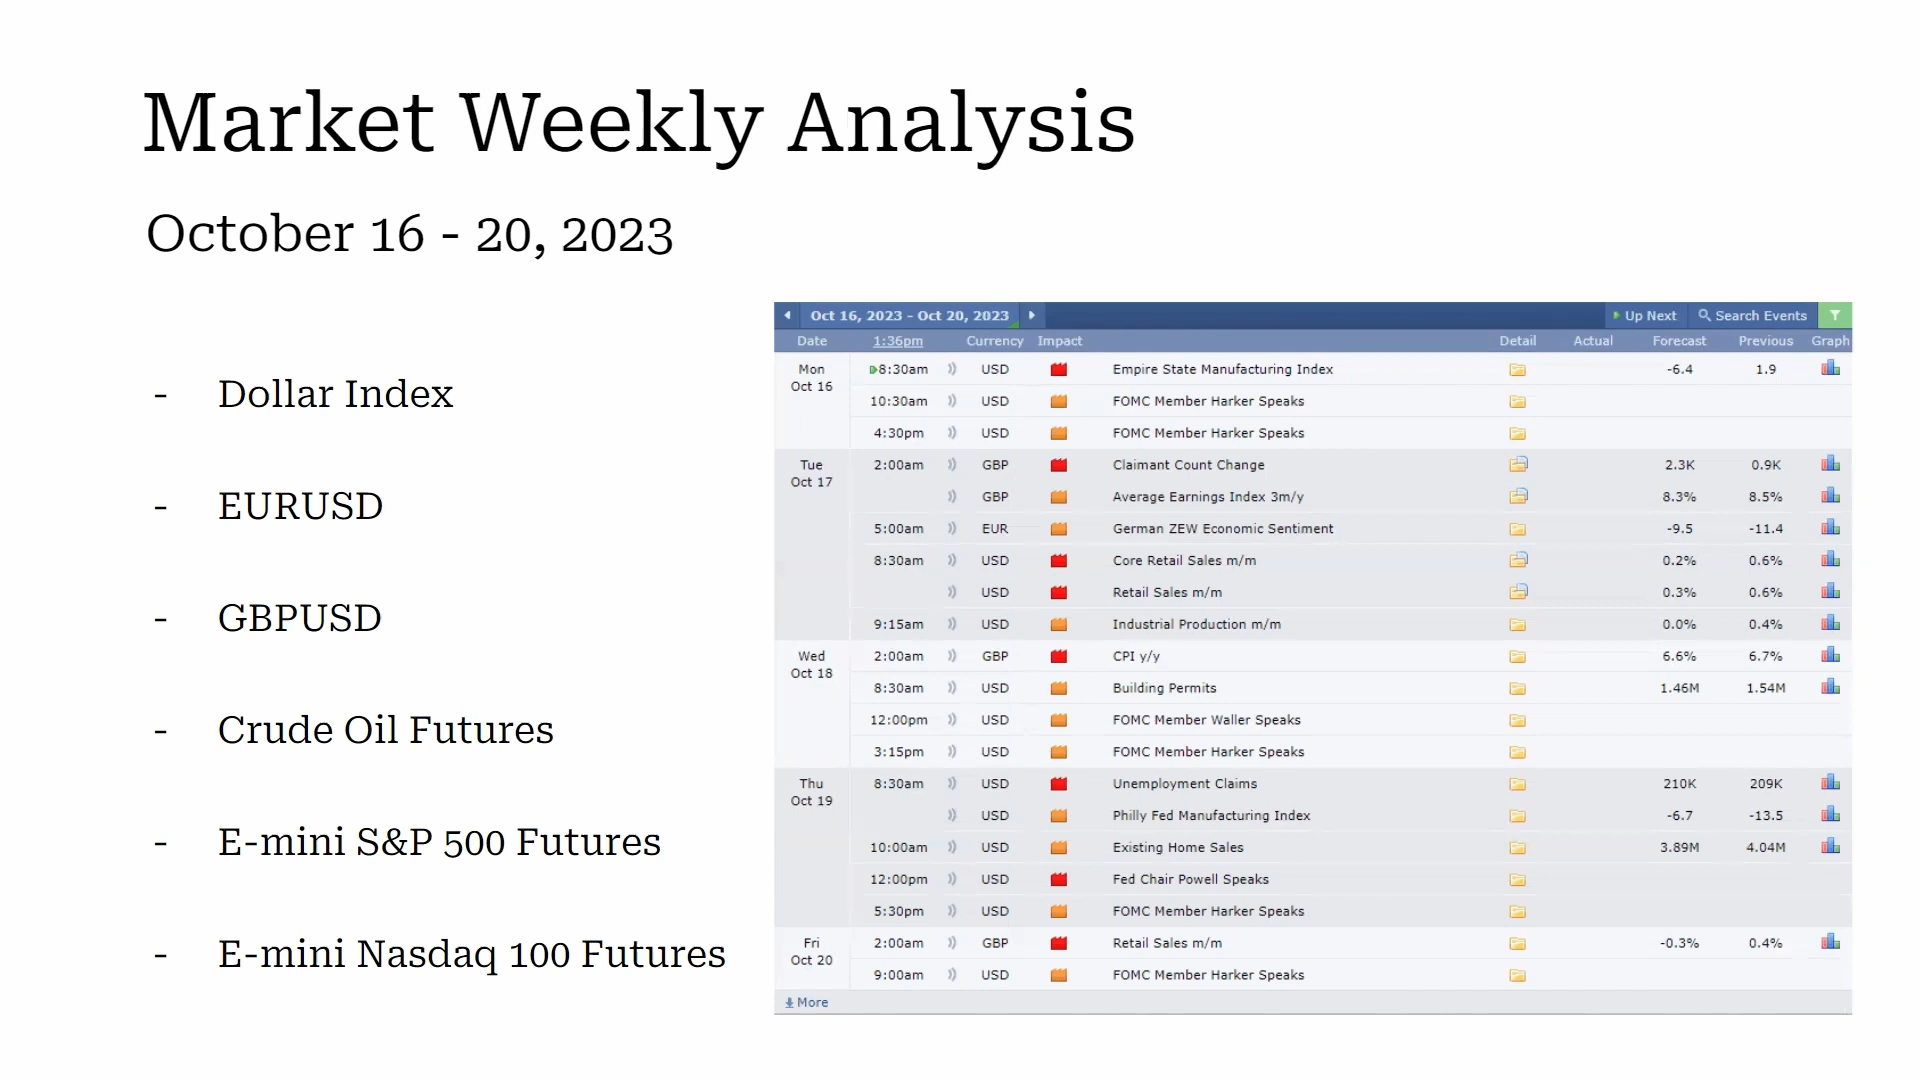 Market Weekly Analysis
October 16 - 20, 2023
- Dollar Index
- EURUSD
- GBPUSD
- Crude Oil Futures
- E-mini S&P 500 Futures
- E-mini Nasdaq 100 Futures
Oct 16, 2023 - Oct 20, 2023 Up Next Search Events
Date 1:36pm Currency Impact Detail Actual Forecast Previous Graph
Mon Oct 16 8:30am USD Empire State Manufacturing Index -6.4 1.9
10:30am USD FOMC Member Harker Speaks
4:30pm USD FOMC Member Harker Speaks
Tue Oct 17 2:00am GBP Claimant Count Change 2.3K 0.9K
GBP Average Earnings Index 3m/y 8.3% 8.5%
5:00am EUR German ZEW Economic Sentiment -9.5 -11.4
8:30am USD Core Retail Sales m/m 0.2% 0.6%
USD Retail Sales m/m 0.3% 0.6%
9:15am USD Industrial Production m/m 0.0% 0.4%
Wed Oct 18 2:00am GBP CPI y/y 6.6% 6.7%
8:30am USD Building Permits 1.46M 1.54M
12:00pm USD FOMC Member Waller Speaks
3:15pm USD FOMC Member Harker Speaks
Thu Oct 19 8:30am USD Unemployment Claims 210K 209K
USD Philly Fed Manufacturing Index -6.7 -13.5
10:00am USD Existing Home Sales 3.89M 4.04M
12:00pm USD Fed Chair Powell Speaks
5:30pm USD FOMC Member Harker Speaks
Fri Oct 20 2:00am GBP Retail Sales m/m -0.3% 0.4%
9:00am USD FOMC Member Harker Speaks
More